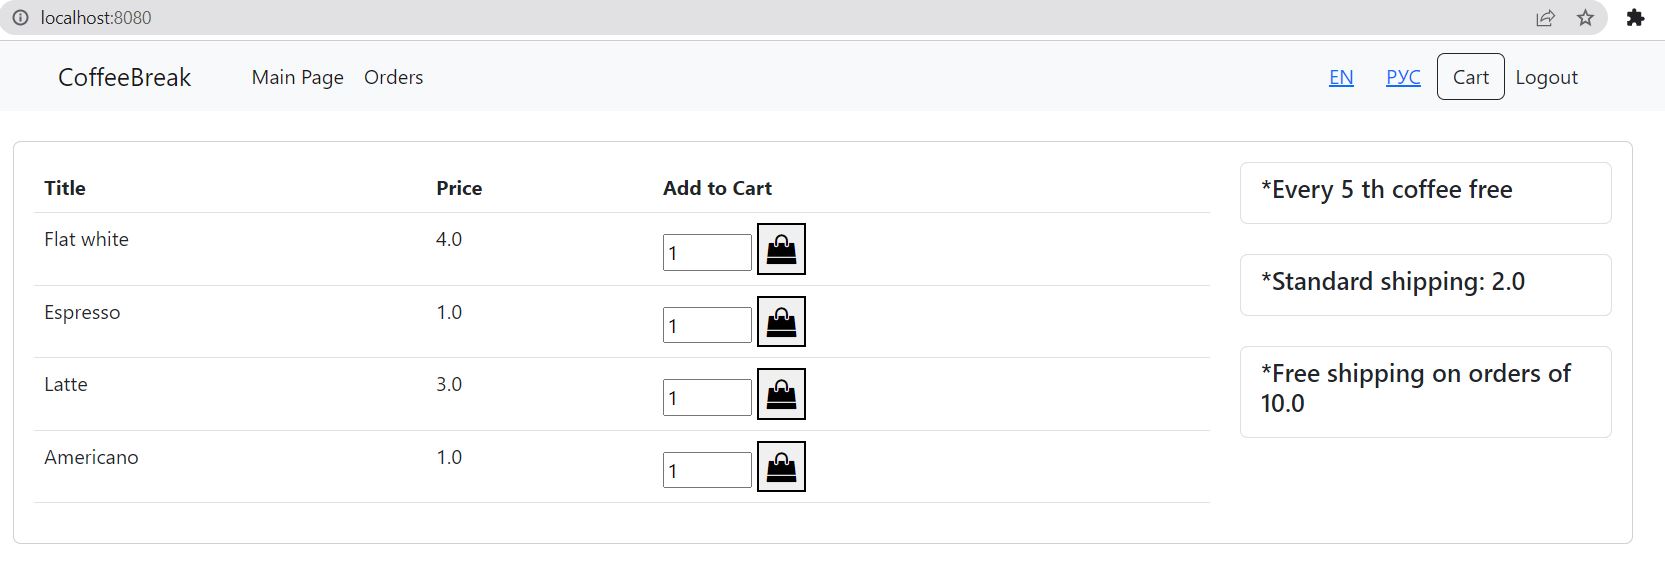 localhost:8080
CoffeeBreak Main Page Orders EN РУС Cart Logout
Title Price Add to Cart
Flat white 4.0 1
Espresso 1.0 1
Latte 3.0 1
Americano 1.0 1
*Every 5 th coffee free
*Standard shipping: 2.0
*Free shipping on orders of
10.0